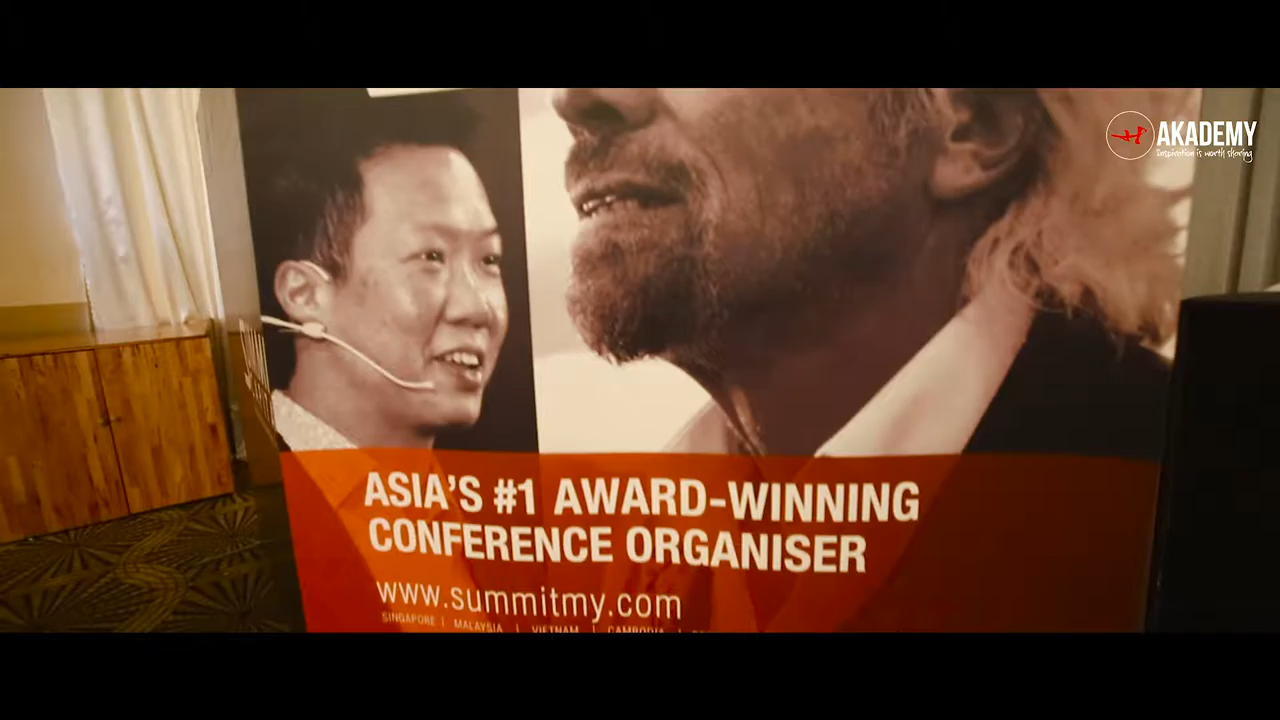 AKADEMY
Inspiration is worth sharing
ASIA'S #1 AWARD-WINNING
CONFERENCE ORGANISER
www.summitmy.com
SINGAPORE | MALAYSIA | VIETNAM | CAMBODIA |